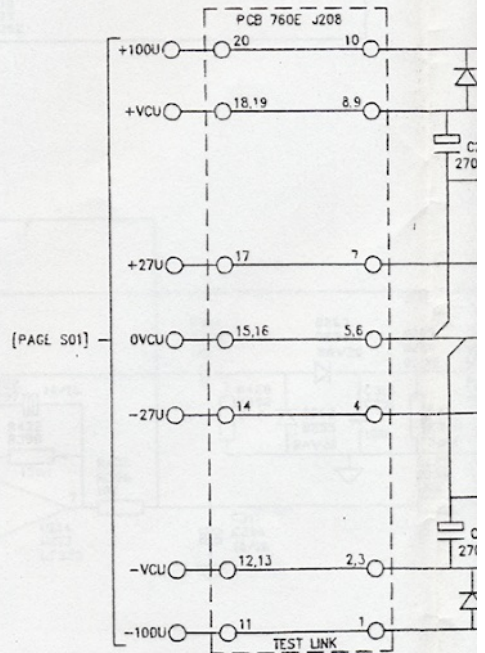 PCB 760E J208
+100U 20 10
+VCU 18,19 8,9
C2
270
+27U 17 7
[PAGE S01] 0VCU 15,16 5,6
-27U 14 4
C
270
-VCU 12,13 2,3
-100U 11 1
TEST LINK